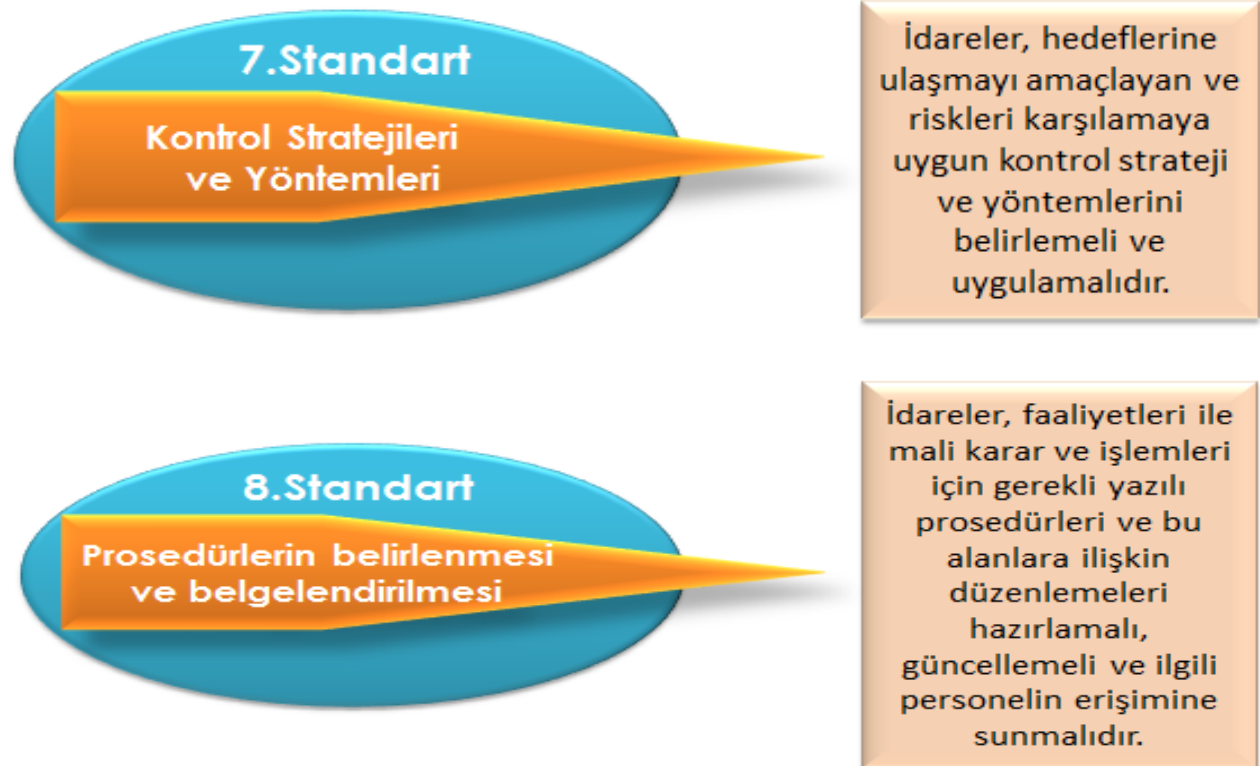 7.Standart
Kontrol Stratejileri
ve Yöntemleri
İdareler, hedeflerine
ulaşmayı amaçlayan ve
riskleri karşılamaya
uygun kontrol strateji
ve yöntemlerini
belirlemeli ve
uygulamalıdır.
8.Standart
Prosedürlerin belirlenmesi
ve belgelendirilmesi
İdareler, faaliyetleri ile
mali karar ve işlemleri
için gerekli yazılı
prosedürleri ve bu
alanlara ilişkin
düzenlemeleri
hazırlamalı,
güncellemeli ve ilgili
personelin erişimine
sunmalıdır.